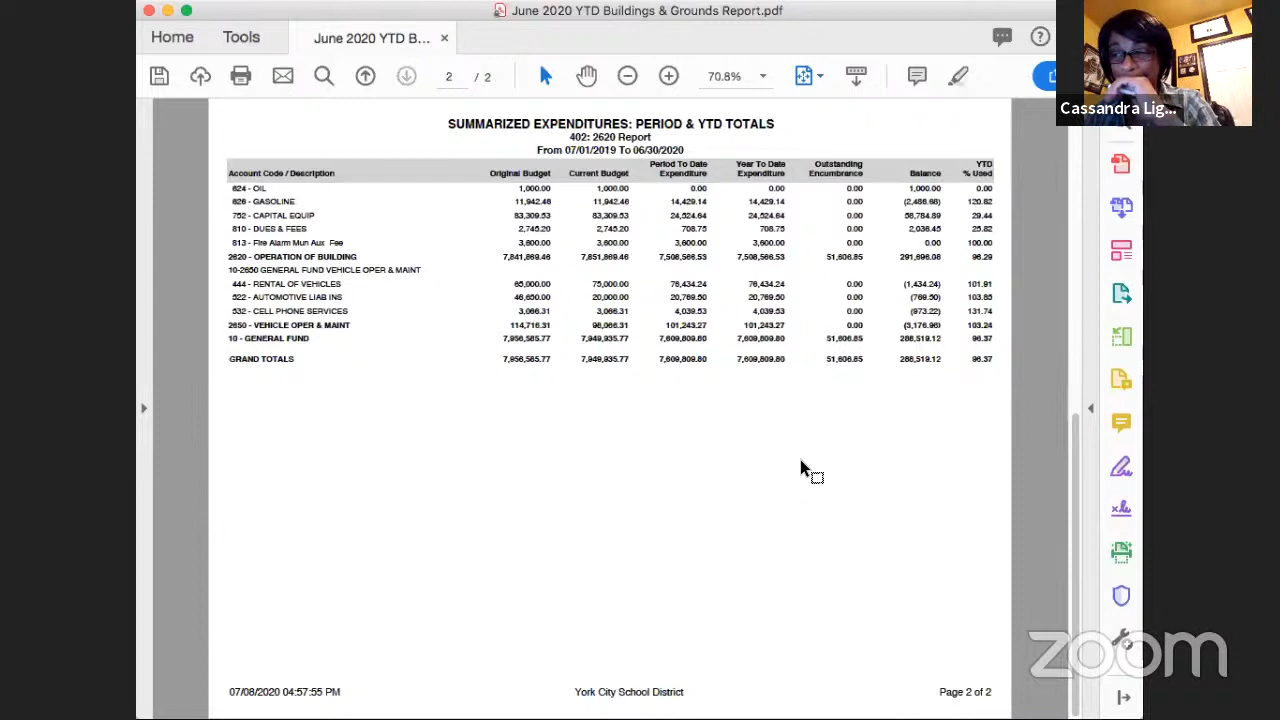 June 2020 YTD Buildings & Grounds Report.pdf
Home Tools June 2020 YTD B... ×
2 / 2 70.8%
Cassandra Lig...
SUMMARIZED EXPENDITURES: PERIOD & YTD TOTALS
402: 2620 Report
From 07/01/2019 To 06/30/2020
Account Code / Description Original Budget Current Budget Period To Date Expenditure Year To Date Expenditure Outstanding Encumbrance Balance YTD % Used
624 - OIL 1,000.00 1,000.00 0.00 0.00 0.00 1,000.00 0.00
626 - GASOLINE 11,942.46 11,942.46 14,429.14 14,429.14 0.00 (2,486.68) 120.82
752 - CAPITAL EQUIP 83,309.53 83,309.53 24,524.64 24,524.64 0.00 58,784.89 29.44
810 - DUES & FEES 2,745.20 2,745.20 708.75 708.75 0.00 2,036.45 25.82
813 - Fire Alarm Mun Aux Fee 3,600.00 3,600.00 3,600.00 3,600.00 0.00 0.00 100.00
2620 - OPERATION OF BUILDING 7,841,869.46 7,851,869.46 7,508,566.53 7,508,566.53 51,606.85 291,696.08 96.29
10-2650 GENERAL FUND VEHICLE OPER & MAINT
444 - RENTAL OF VEHICLES 65,000.00 75,000.00 76,434.24 76,434.24 0.00 (1,434.24) 101.91
522 - AUTOMOTIVE LIAB INS 46,650.00 20,000.00 20,769.50 20,769.50 0.00 (769.50) 103.85
532 - CELL PHONE SERVICES 3,066.31 3,066.31 4,039.53 4,039.53 0.00 (973.22) 131.74
2650 - VEHICLE OPER & MAINT 114,716.31 98,066.31 101,243.27 101,243.27 0.00 (3,176.96) 103.24
10 - GENERAL FUND 7,956,585.77 7,949,935.77 7,609,809.80 7,609,809.80 51,606.85 288,519.12 96.37
GRAND TOTALS 7,956,585.77 7,949,935.77 7,609,809.80 7,609,809.80 51,606.85 288,519.12 96.37
07/08/2020 04:57:55 PM York City School District Page 2 of 2
zoom